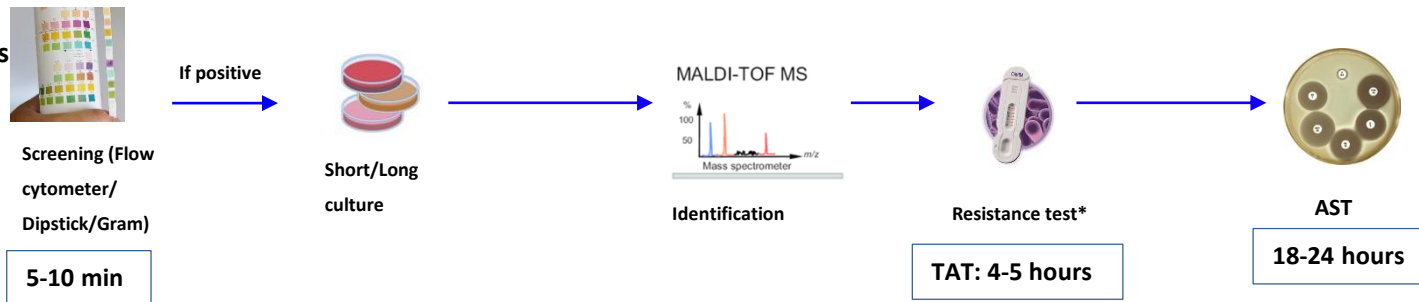 s
If positive
Screening (Flow
cytometer/
Dipstick/Gram)
5-10 min
Short/Long
culture
MALDI-TOF MS
%
100
50
m/z
Mass spectrometer
Identification
Resistance test*
TAT: 4-5 hours
AST
18-24 hours